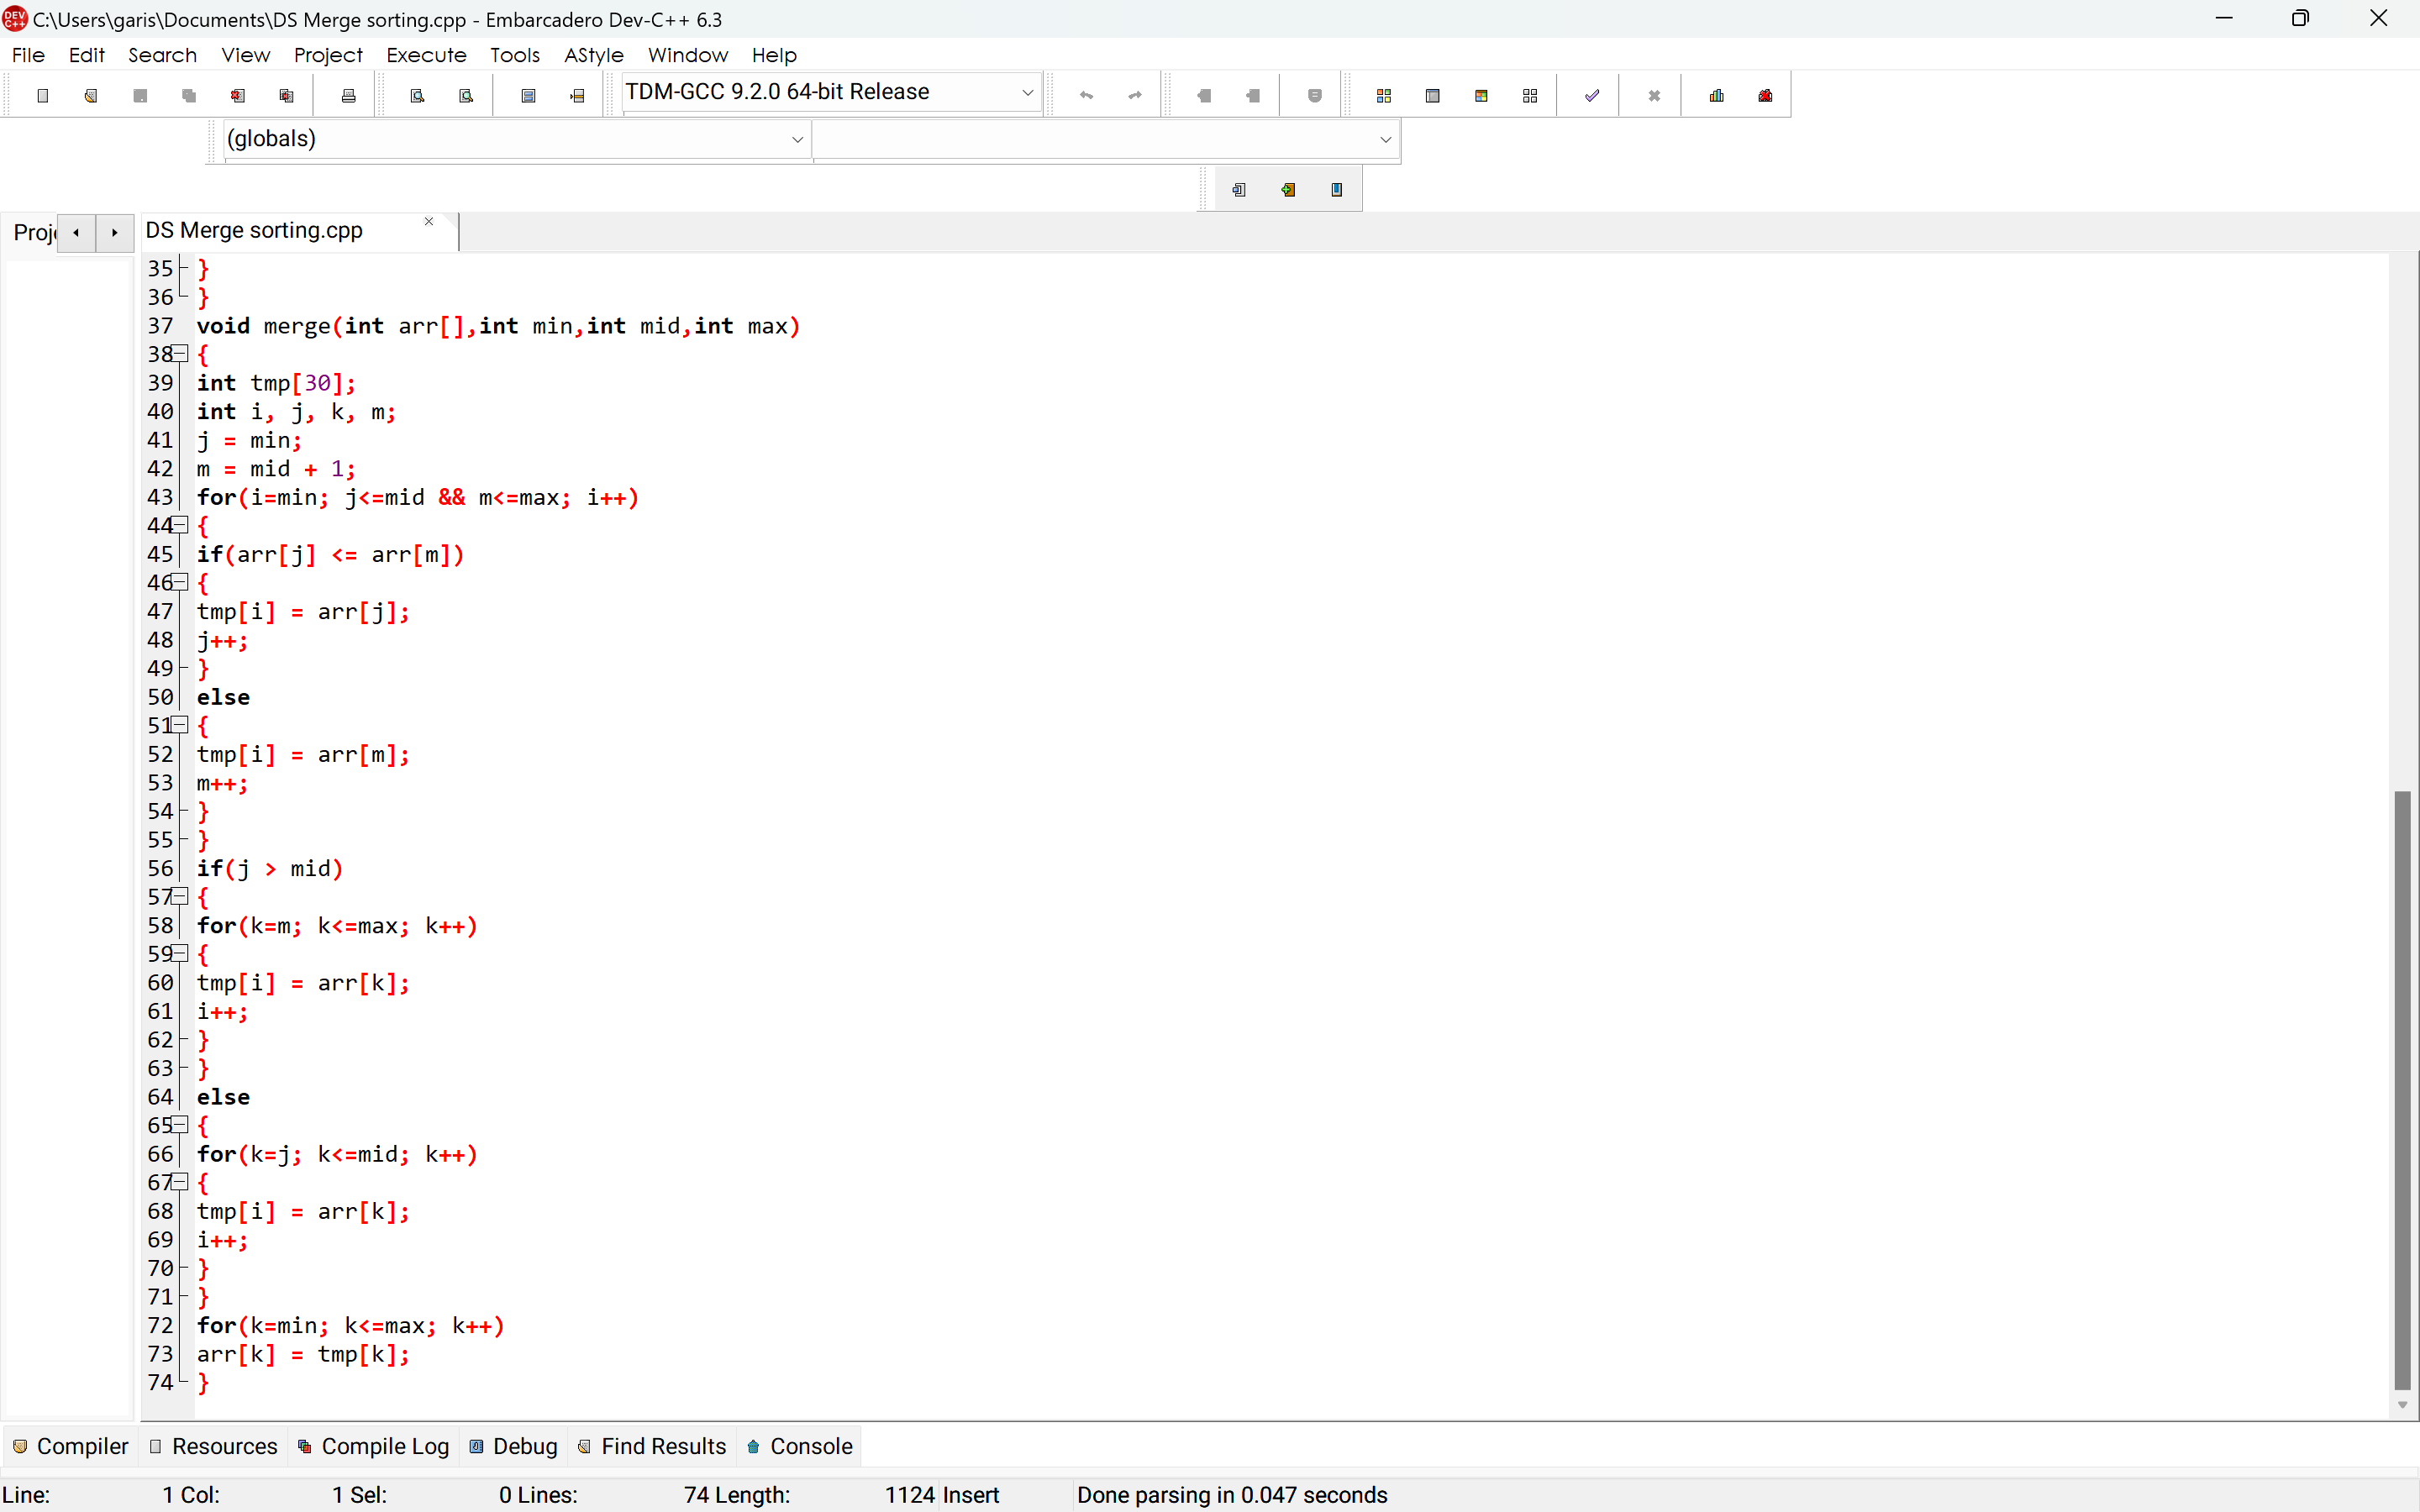 C:\Users\garis\Documents\DS Merge sorting.cpp - Embarcadero Dev-C++ 6.3
File Edit Search View Project Execute Tools AStyle Window Help
TDM-GCC 9.2.0 64-bit Release
(globals)
DS Merge sorting.cpp
35 }
36 }
37 void merge(int arr[],int min,int mid,int max)
38 {
39 int tmp[30];
40 int i, j, k, m;
41 j = min;
42 m = mid + 1;
43 for(i=min; j<=mid && m<=max; i++)
44 {
45 if(arr[j] <= arr[m])
46 {
47 tmp[i] = arr[j];
48 j++;
49 }
50 else
51 {
52 tmp[i] = arr[m];
53 m++;
54 }
55 }
56 if(j > mid)
57 {
58 for(k=m; k<=max; k++)
59 {
60 tmp[i] = arr[k];
61 i++;
62 }
63 }
64 else
65 {
66 for(k=j; k<=mid; k++)
67 {
68 tmp[i] = arr[k];
69 i++;
70 }
71 }
72 for(k=min; k<=max; k++)
73 arr[k] = tmp[k];
74 }
Compiler Resources Compile Log Debug Find Results Console
Line: 1 Col: 1 Sel: 0 Lines: 74 Length: 1124 Insert Done parsing in 0.047 seconds